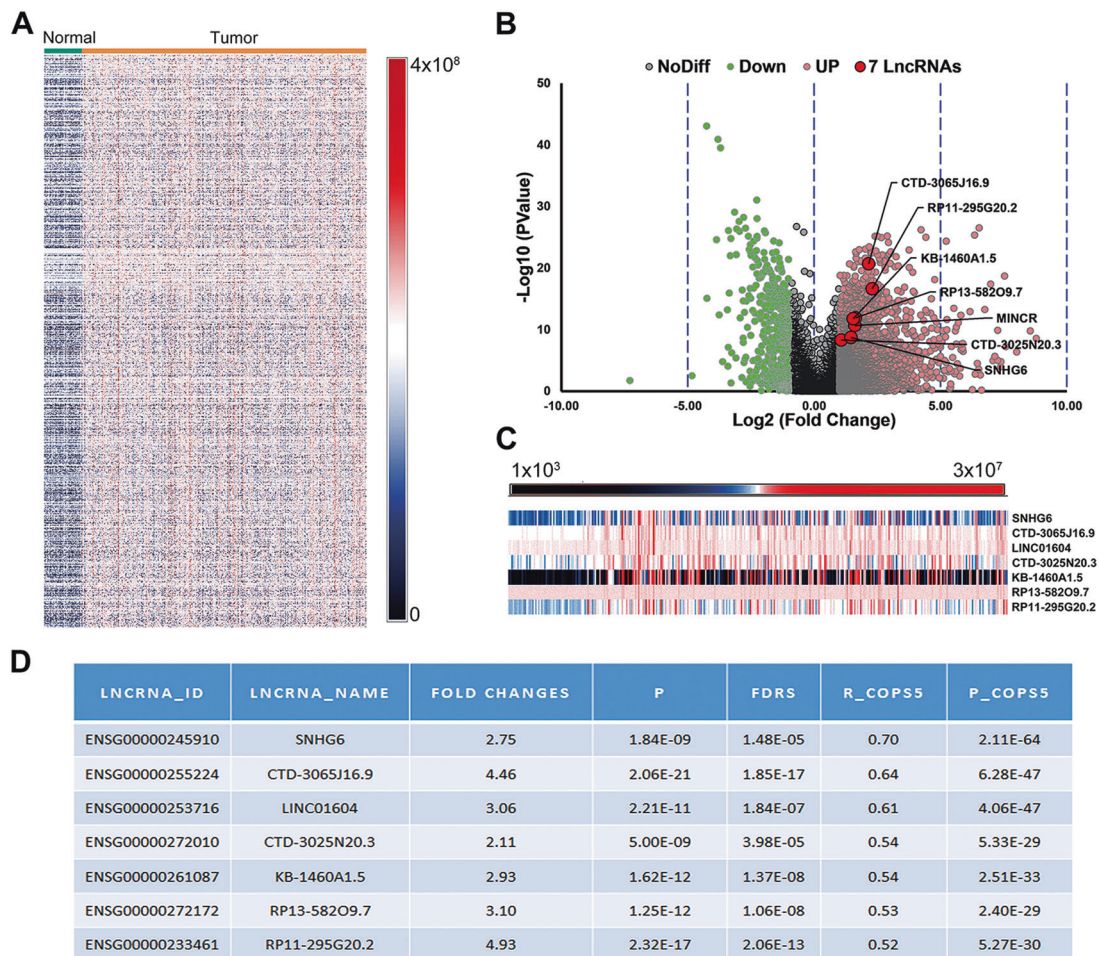 A
Normal Tumor
4x10⁸
0
B
NoDiff Down UP 7 LncRNAs
50
40
30
20
10
0
-Log10 (PValue)
CTD-3065J16.9
RP11-295G20.2
KB-1460A1.5
RP13-582O9.7
MINCR
CTD-3025N20.3
SNHG6
-10.00 -5.00 0.00 5.00 10.00
Log2 (Fold Change)
C
1x10³ 3x10⁷
SNHG6
CTD-3065J16.9
LINC01604
CTD-3025N20.3
KB-1460A1.5
RP13-582O9.7
RP11-295G20.2
D
LNCRNA_ID LNCRNA_NAME FOLD CHANGES P FDRS R_COPS5 P_COPS5
ENSG00000245910 SNHG6 2.75 1.84E-09 1.48E-05 0.70 2.11E-64
ENSG00000255224 CTD-3065J16.9 4.46 2.06E-21 1.85E-17 0.64 6.28E-47
ENSG00000253716 LINC01604 3.06 2.21E-11 1.84E-07 0.61 4.06E-47
ENSG00000272010 CTD-3025N20.3 2.11 5.00E-09 3.98E-05 0.54 5.33E-29
ENSG00000261087 KB-1460A1.5 2.93 1.62E-12 1.37E-08 0.54 2.51E-33
ENSG00000272172 RP13-582O9.7 3.10 1.25E-12 1.06E-08 0.53 2.40E-29
ENSG00000233461 RP11-295G20.2 4.93 2.32E-17 2.06E-13 0.52 5.27E-30